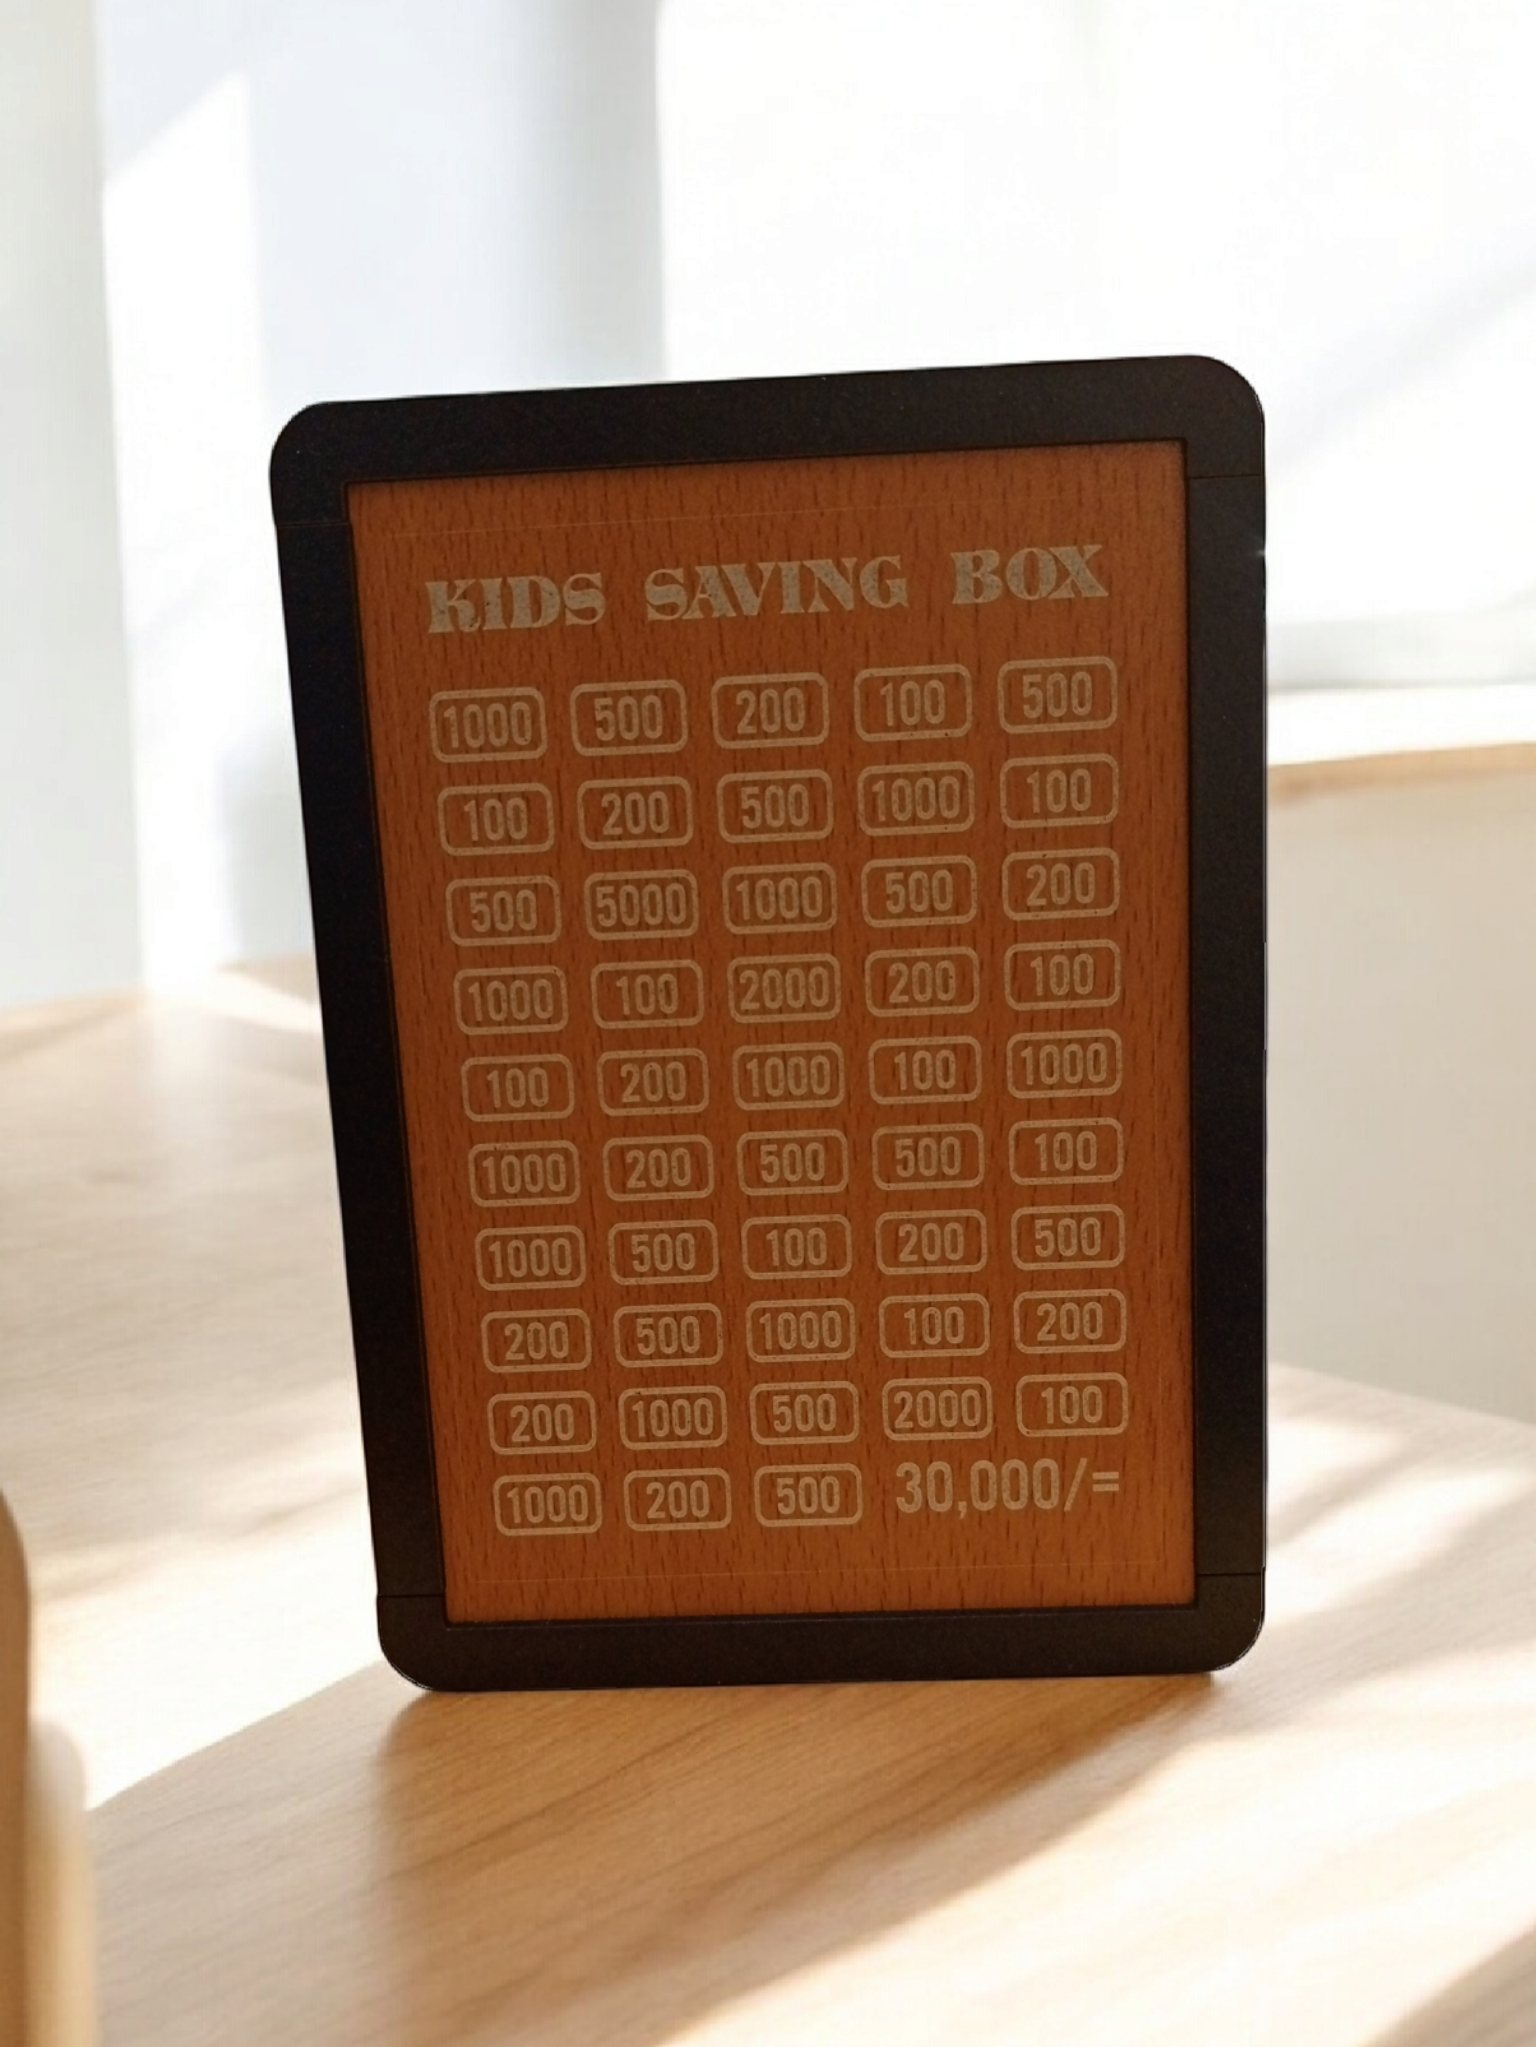 KIDS SAVING BOX
1000 500 200 100 500
100 200 500 1000 100
500 5000 1000 500 200
1000 100 2000 200 100
100 200 1000 100 1000
1000 200 500 500 100
1000 500 100 200 500
200 500 1000 100 200
200 1000 500 2000 100
1000 200 500 30,000/=